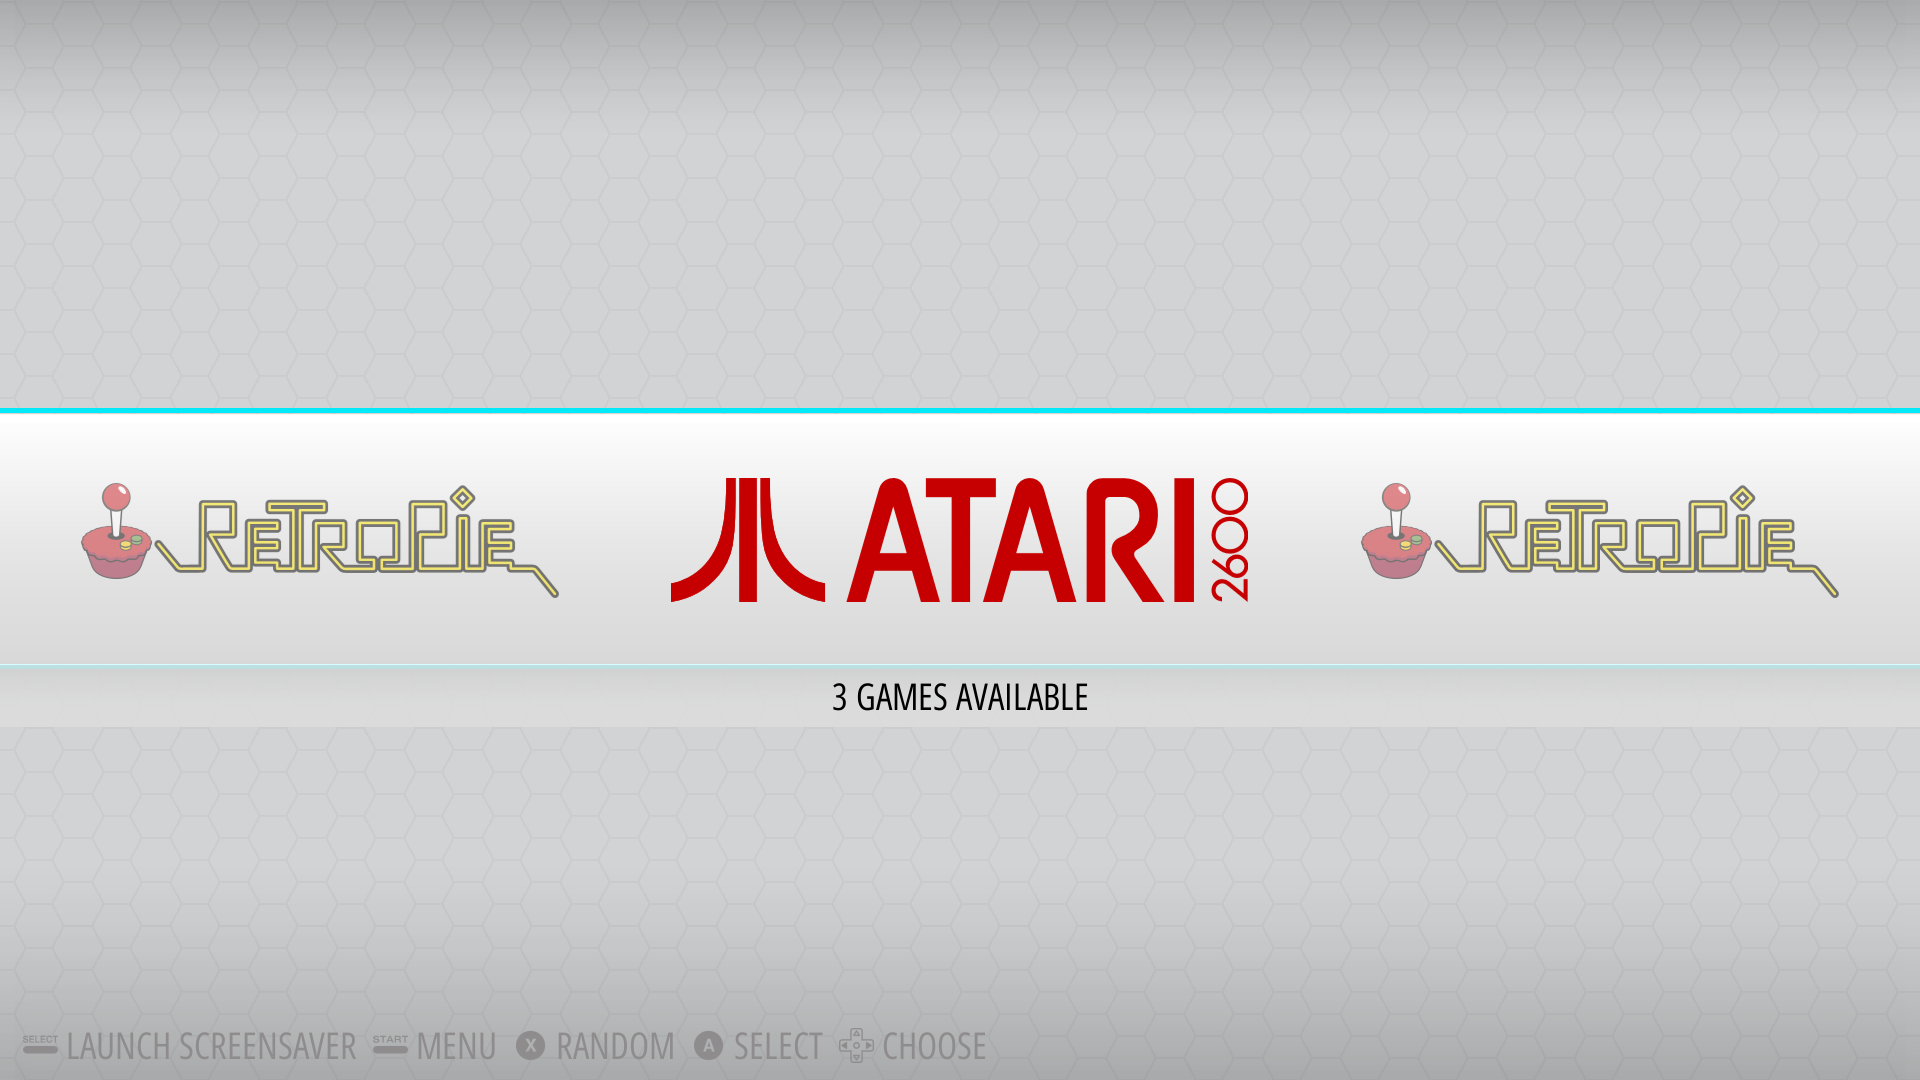 RETROPIE ATARI 2600 RETROPIE
3 GAMES AVAILABLE
SELECT LAUNCH SCREENSAVER START MENU X RANDOM A SELECT CHOOSE